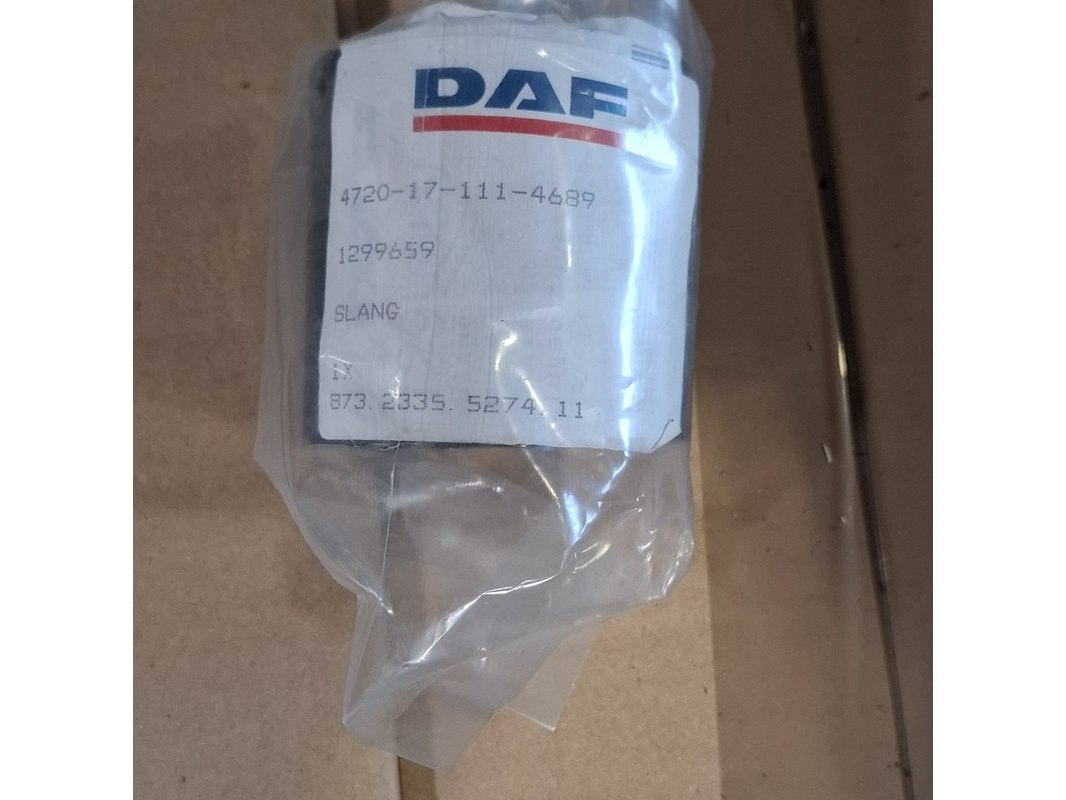 DAF
4720-17-111-4689
1299659
SLANG
1X
873.2335.5274.11